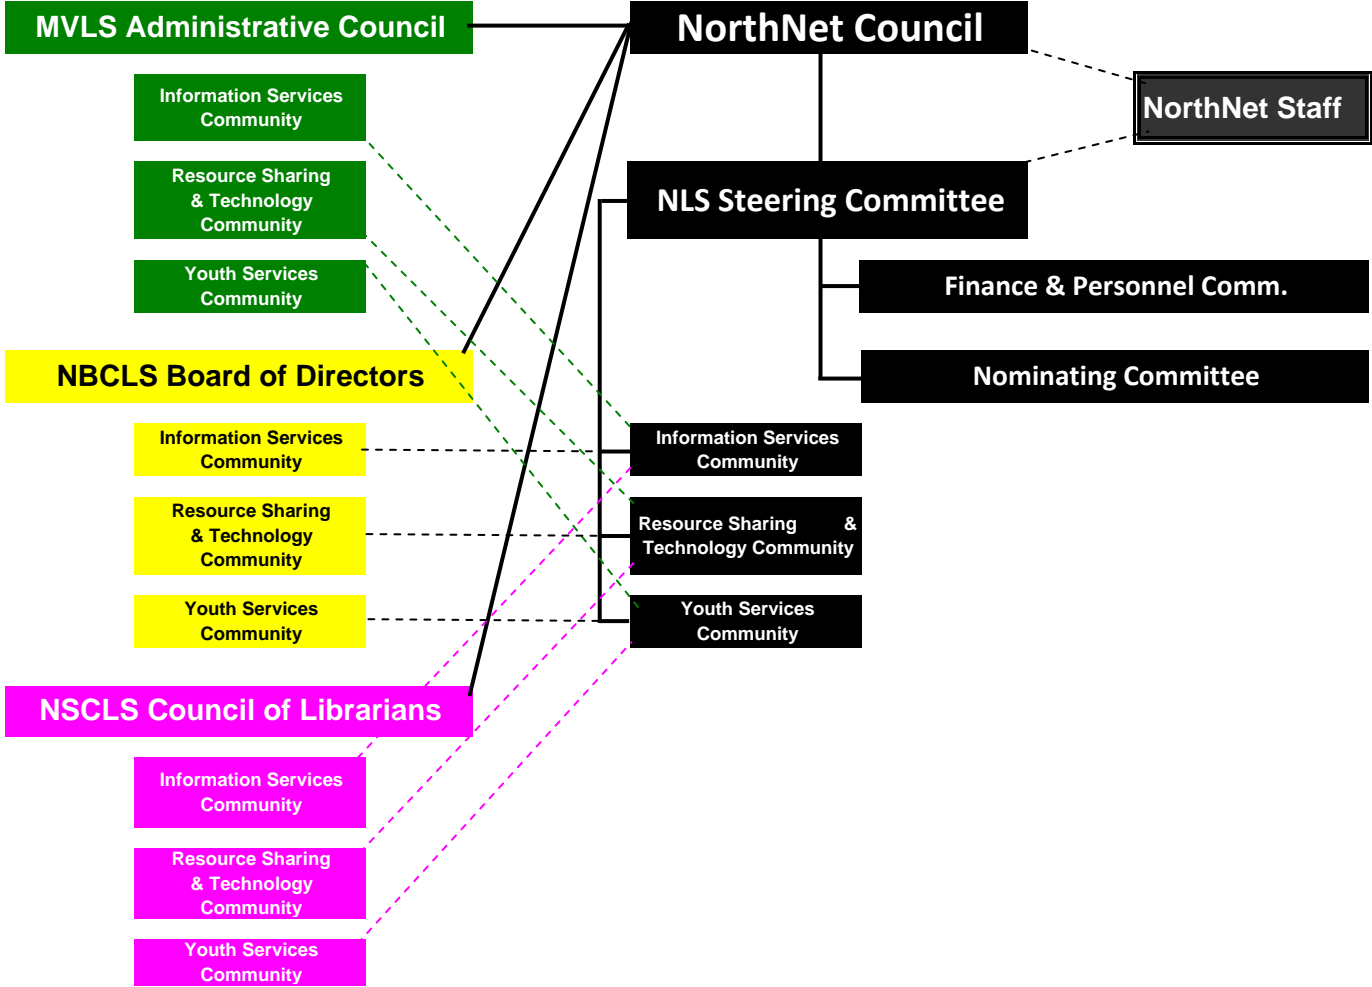 MVLS Administrative Council
NorthNet Council
Information Services
Community
NorthNet Staff
Resource Sharing
& Technology
Community
NLS Steering Committee
Youth Services
Community
Finance & Personnel Comm.
NBCLS Board of Directors
Nominating Committee
Information Services
Community
Information Services
Community
Resource Sharing
& Technology
Community
Resource Sharing &
Technology Community
Youth Services
Community
Youth Services
Community
NSCLS Council of Librarians
Information Services
Community
Resource Sharing
& Technology
Community
Youth Services
Community